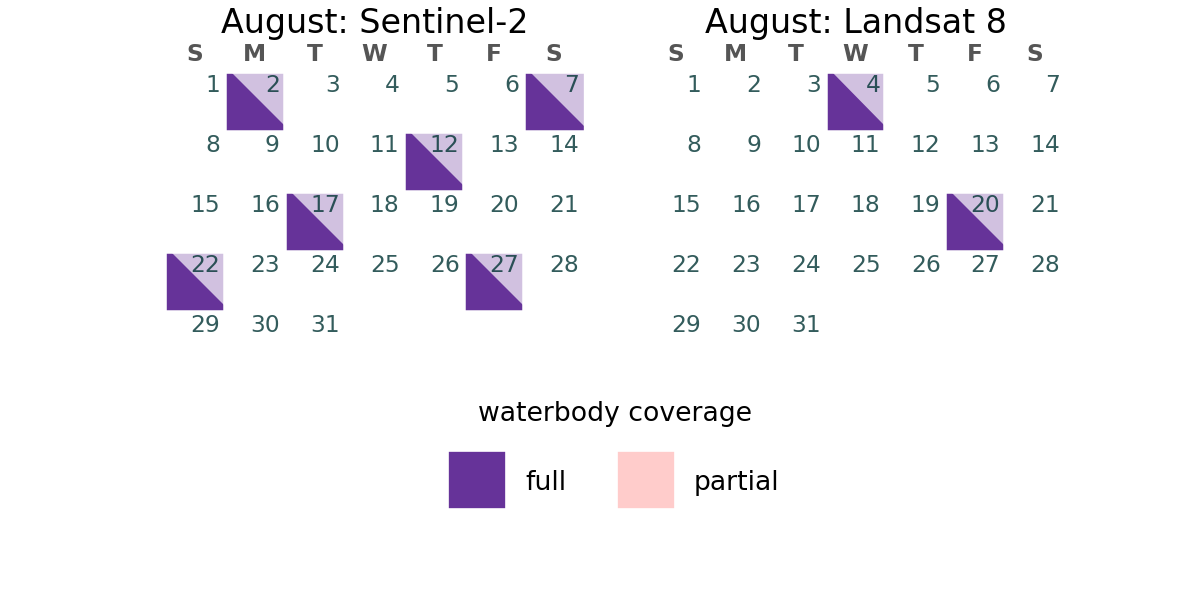 August: Sentinel-2
S M T W T F S
1 2 3 4 5 6 7
8 9 10 11 12 13 14
15 16 17 18 19 20 21
22 23 24 25 26 27 28
29 30 31
August: Landsat 8
S M T W T F S
1 2 3 4 5 6 7
8 9 10 11 12 13 14
15 16 17 18 19 20 21
22 23 24 25 26 27 28
29 30 31
waterbody coverage
full partial